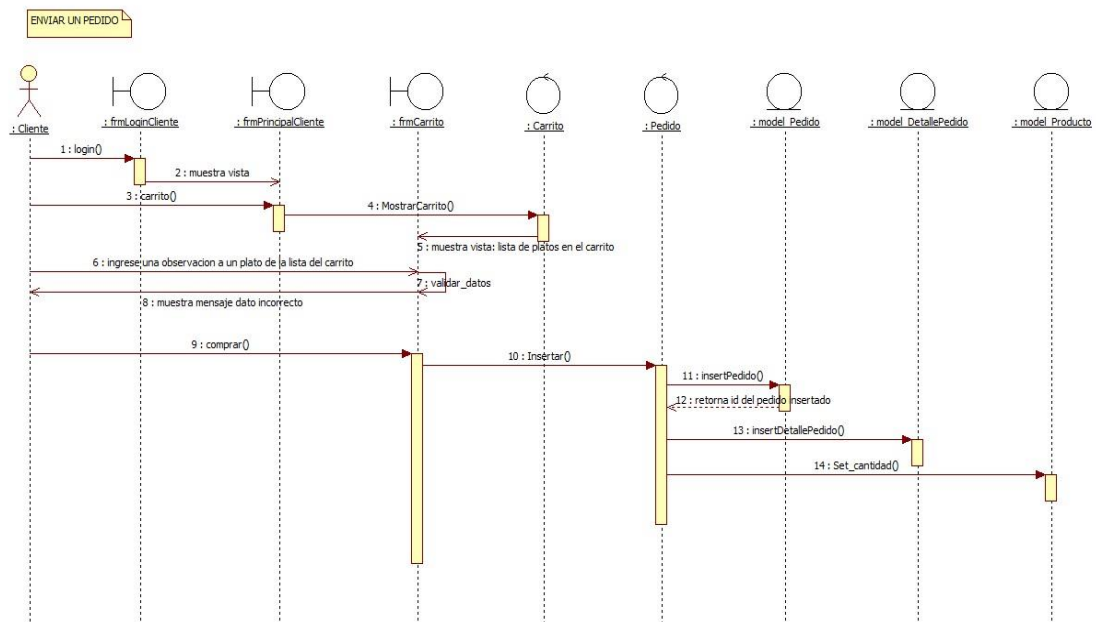 ENVIAR UN PEDIDO
: Cliente
: frmLoginCliente
: frmPrincipalCliente
: frmCarrito
: Carrito
: Pedido
: model_Pedido
: model_DetallePedido
: model_Producto
1 : login()
2 : muestra vista
3 : carrito()
4 : MostrarCarrito()
5 : muestra vista: lista de platos en el carrito
6 : ingrese una observacion a un plato de la lista del carrito
7 : validar_datos
8 : muestra mensaje dato incorrecto
9 : comprar()
10 : Insertar()
11 : insertPedido()
12 : retorna id del pedido insertado
13 : insertDetallePedido()
14 : Set_cantidad()